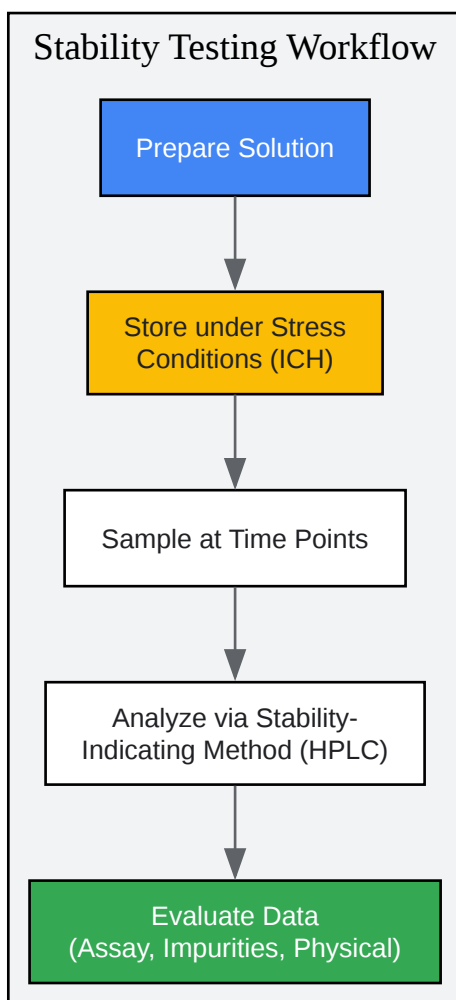 Stability Testing Workflow
Prepare Solution
Store under Stress
Conditions (ICH)
Sample at Time Points
Analyze via Stability-
Indicating Method (HPLC)
Evaluate Data
(Assay, Impurities, Physical)